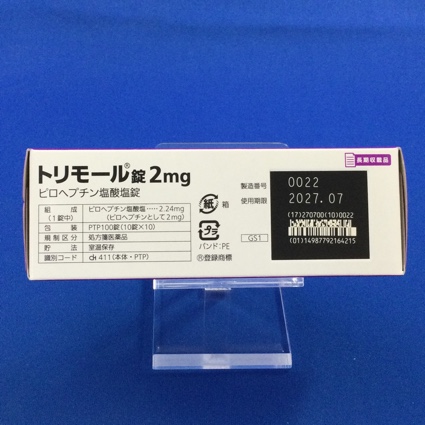 長期収載品
トリモール®錠2mg
ピロヘプチン塩酸塩錠
組成(1錠中) ピロヘプチン塩酸塩……2.24mg
(ピロヘプチンとして2mg)
包装 PTP100錠(10錠×10)
規制区分 処方箋医薬品
貯法 室温保存
識別コード ch 411(本体・PTP)
紙 箱
プラ
バンド:PE
®登録商標
製造番号 0022
使用期限 2027.07
GS1
(17)270700(10)0022
(01)14987792164215